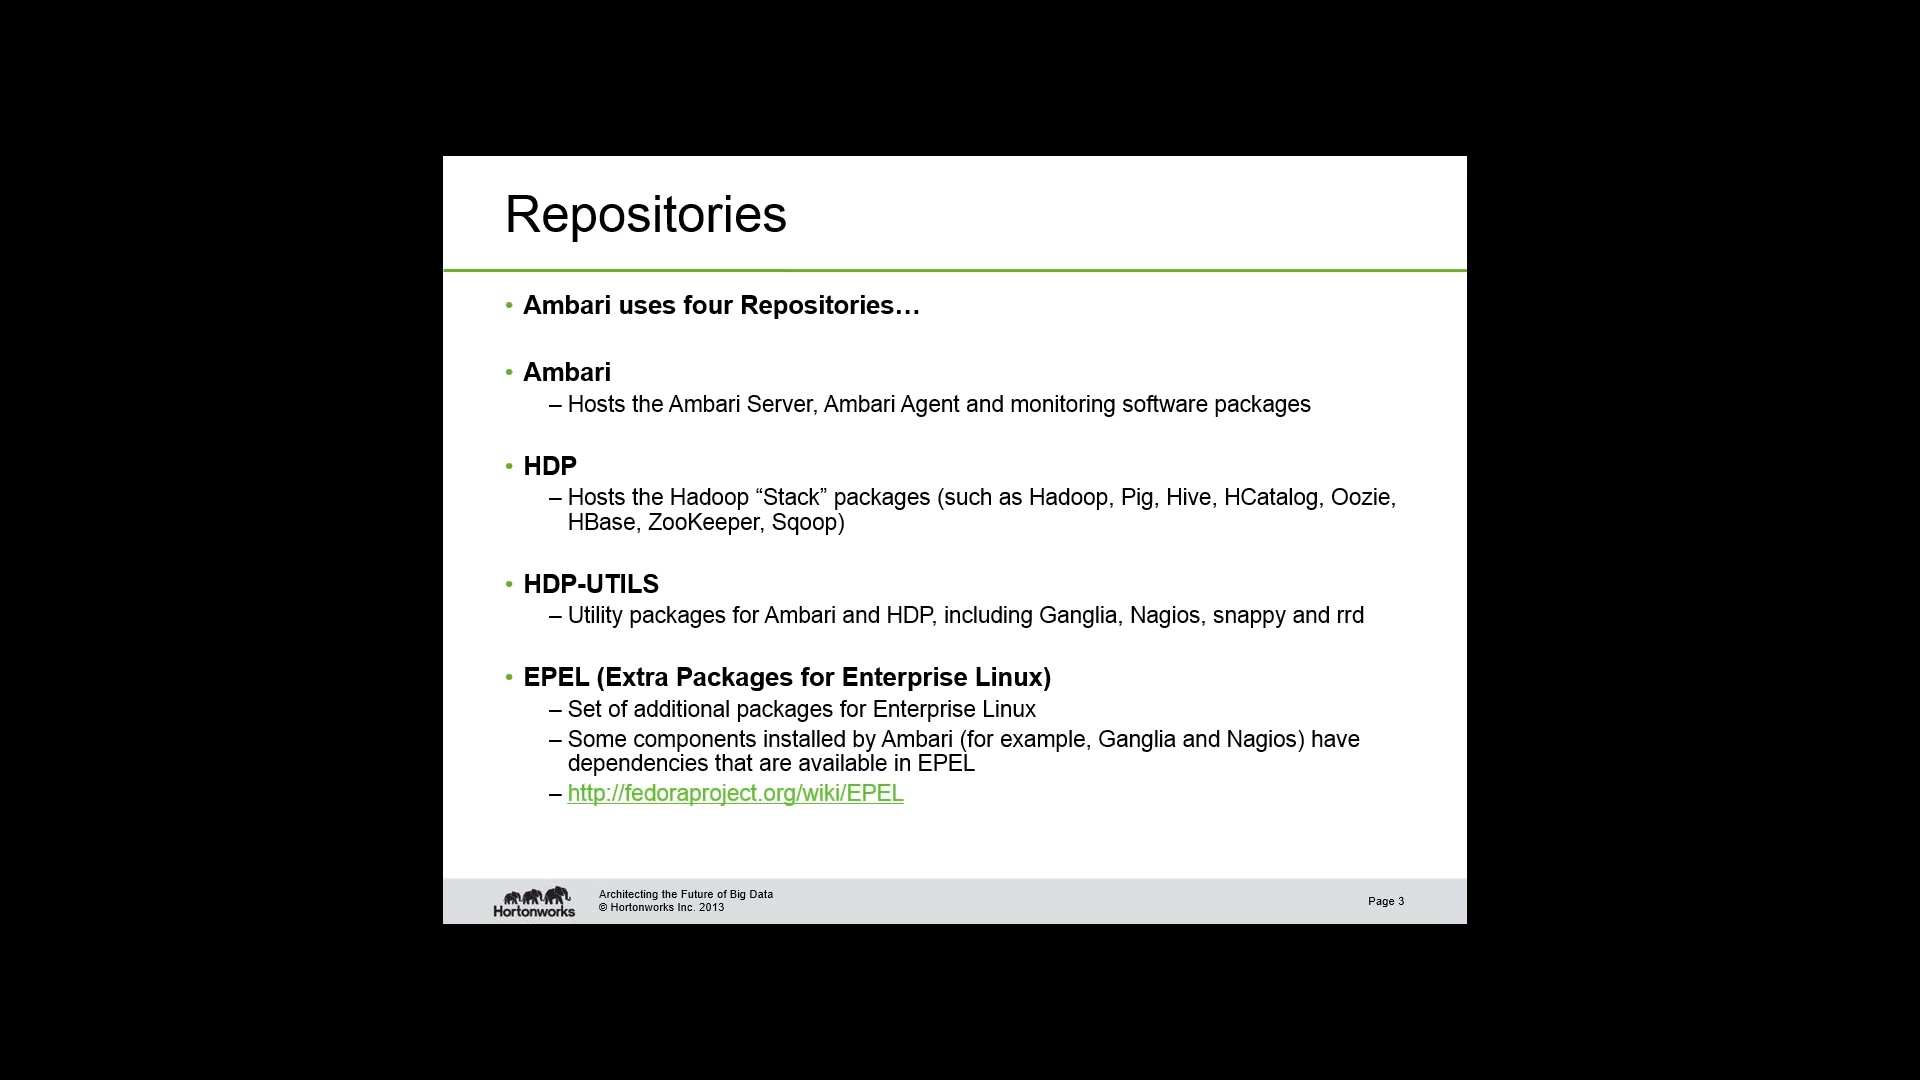 Repositories
• Ambari uses four Repositories…
• Ambari
– Hosts the Ambari Server, Ambari Agent and monitoring software packages
• HDP
– Hosts the Hadoop “Stack” packages (such as Hadoop, Pig, Hive, HCatalog, Oozie,
HBase, ZooKeeper, Sqoop)
• HDP-UTILS
– Utility packages for Ambari and HDP, including Ganglia, Nagios, snappy and rrd
• EPEL (Extra Packages for Enterprise Linux)
– Set of additional packages for Enterprise Linux
– Some components installed by Ambari (for example, Ganglia and Nagios) have
dependencies that are available in EPEL
– http://fedoraproject.org/wiki/EPEL
Hortonworks
Architecting the Future of Big Data
© Hortonworks Inc. 2013
Page 3